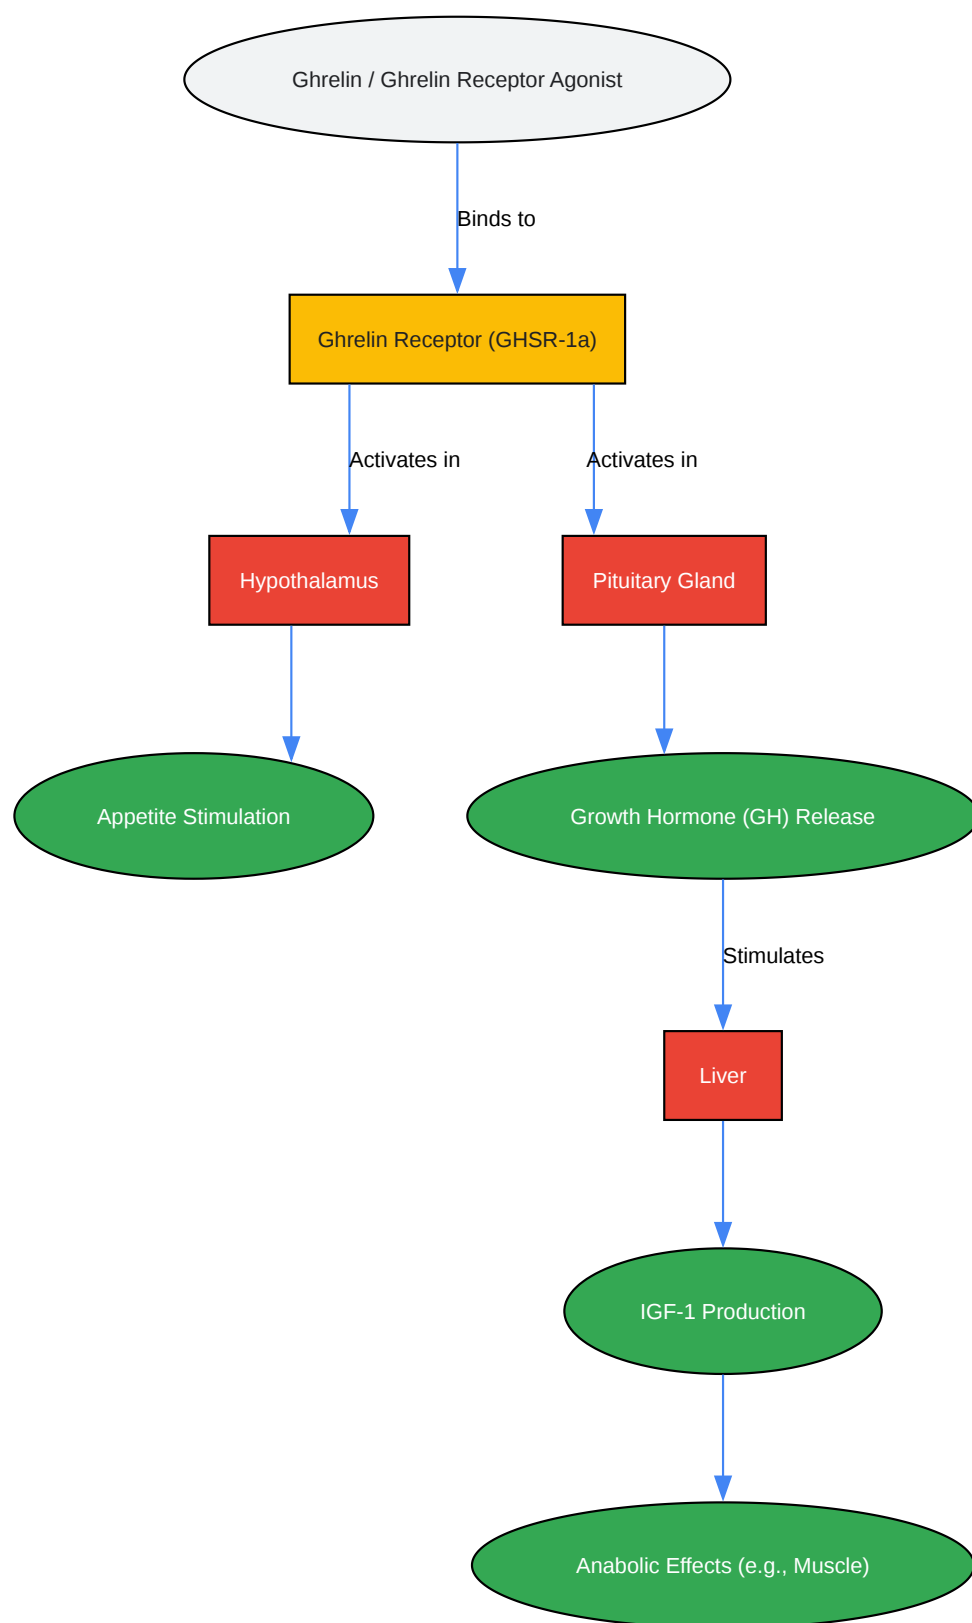 Ghrelin / Ghrelin Receptor Agonist
Binds to
Ghrelin Receptor (GHSR-1a)
Activates in
Activates in
Hypothalamus
Pituitary Gland
Appetite Stimulation
Growth Hormone (GH) Release
Stimulates
Liver
IGF-1 Production
Anabolic Effects (e.g., Muscle)